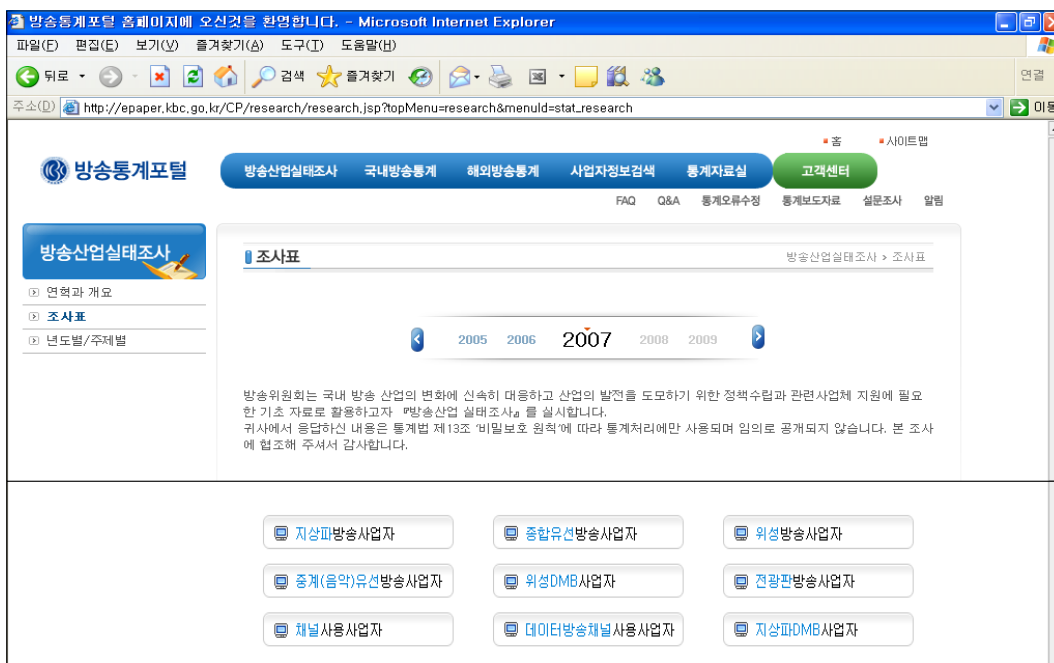 방송통계포털 홈페이지에 오신것을 환영합니다. - Microsoft Internet Explorer
파일(F) 편집(E) 보기(V) 즐겨찾기(A) 도구(T) 도움말(H)
뒤로 검색 즐겨찾기 연결
주소(D) http://epaper.kbc.go.kr/CP/research/research.jsp?topMenu=research&menuId=stat_research 이동
홈 사이트맵
방송통계포털 방송산업실태조사 국내방송통계 해외방송통계 사업자정보검색 통계자료실 고객센터
FAQ Q&A 통계오류수정 통계보도자료 설문조사 알림
방송산업실태조사
연혁과 개요
조사표
년도별/주제별
조사표 방송산업실태조사 > 조사표
2005 2006 2007 2008 2009
방송위원회는 국내 방송 산업의 변화에 신속히 대응하고 산업의 발전을 도모하기 위한 정책수립과 관련사업체 지원에 필요
한 기초 자료로 활용하고자 『방송산업 실태조사』를 실시합니다.
귀사에서 응답하신 내용은 통계법 제13조 '비밀보호 원칙'에 따라 통계처리에만 사용되며 임의로 공개되지 않습니다. 본 조사
에 협조해 주셔서 감사합니다.
지상파방송사업자 종합유선방송사업자 위성방송사업자
중계(음악)유선방송사업자 위성DMB사업자 전광판방송사업자
채널사용사업자 데이터방송채널사용사업자 지상파DMB사업자